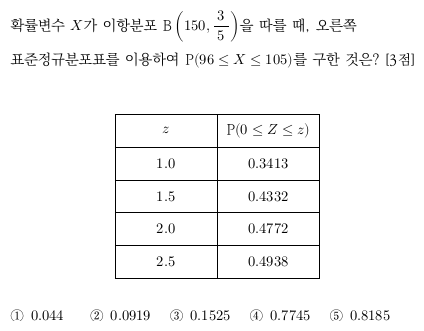 확률변수 X가 이항분포 B(150, 3/5)을 따를 때, 오른쪽
표준정규분포표를 이용하여 P(96 ≤ X ≤ 105)를 구한 것은? [3점]
z P(0 ≤ Z ≤ z)
1.0 0.3413
1.5 0.4332
2.0 0.4772
2.5 0.4938
① 0.044 ② 0.0919 ③ 0.1525 ④ 0.7745 ⑤ 0.8185